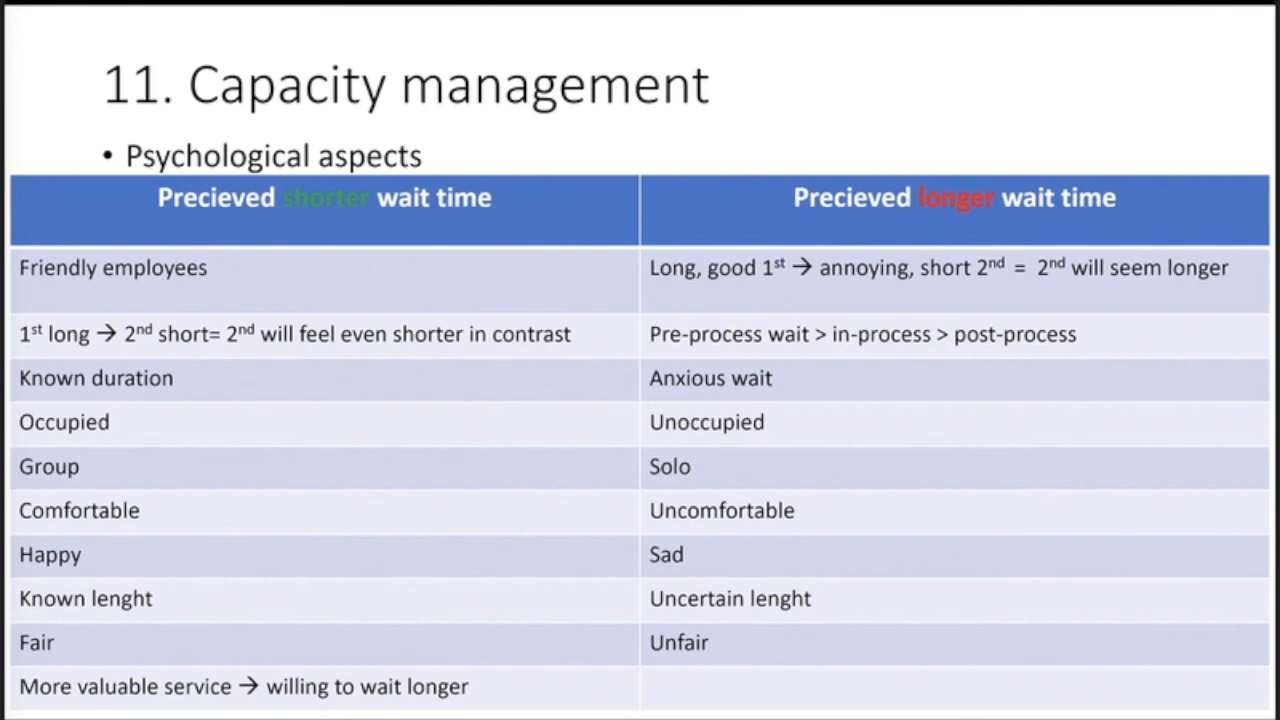 11. Capacity management
• Psychological aspects
Precieved shorter wait time
Precieved longer wait time
Friendly employees
Long, good 1st → annoying, short 2nd = 2nd will seem longer
1st long → 2nd short= 2nd will feel even shorter in contrast
Pre-process wait > in-process > post-process
Known duration
Anxious wait
Occupied
Unoccupied
Group
Solo
Comfortable
Uncomfortable
Happy
Sad
Known lenght
Uncertain lenght
Fair
Unfair
More valuable service → willing to wait longer